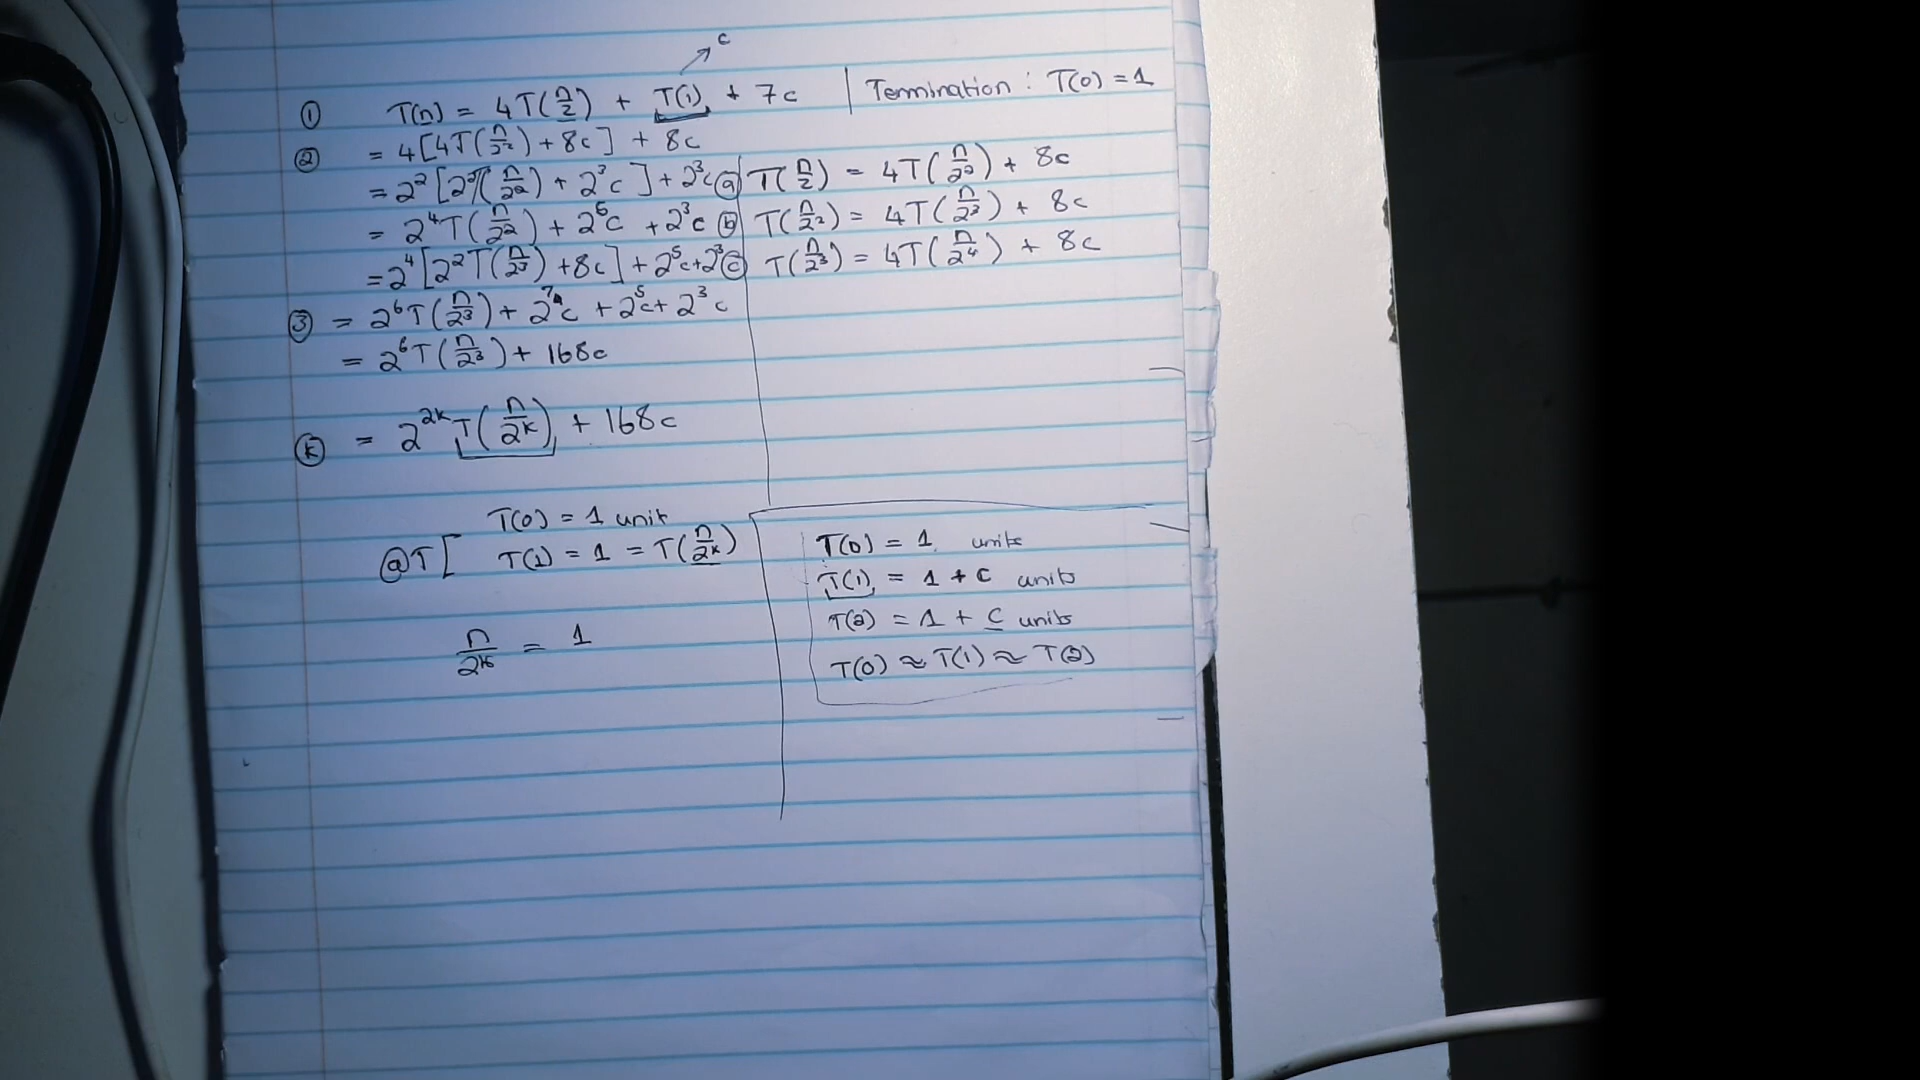 c
① T(n) = 4T(n/2) + T(1) + 7c | Termination : T(0) = 1
② = 4[4T(n/2²) + 8c] + 8c
= 2²[2²T(n/2²) + 2³c] + 2³c ⓐ T(n/2) = 4T(n/2²) + 8c
= 2⁴T(n/2²) + 2⁵c + 2³c ⓑ T(n/2²) = 4T(n/2³) + 8c
= 2⁴[2²T(n/2³) + 8c] + 2⁵c + 2³ ⓒ T(n/2³) = 4T(n/2⁴) + 8c
③ = 2⁶T(n/2³) + 2⁷c + 2⁵c + 2³c
= 2⁶T(n/2³) + 168c
ⓚ = 2²ᵏT(n/2ᵏ) + 168c
T(0) = 1 unit
@T[ T(1) = 1 = T(n/2ᵏ)
n/2ᵏ = 1
T(0) = 1 units
T(1) = 1 + c units
T(2) = 1 + c units
T(0) ≈ T(1) ≈ T(2)